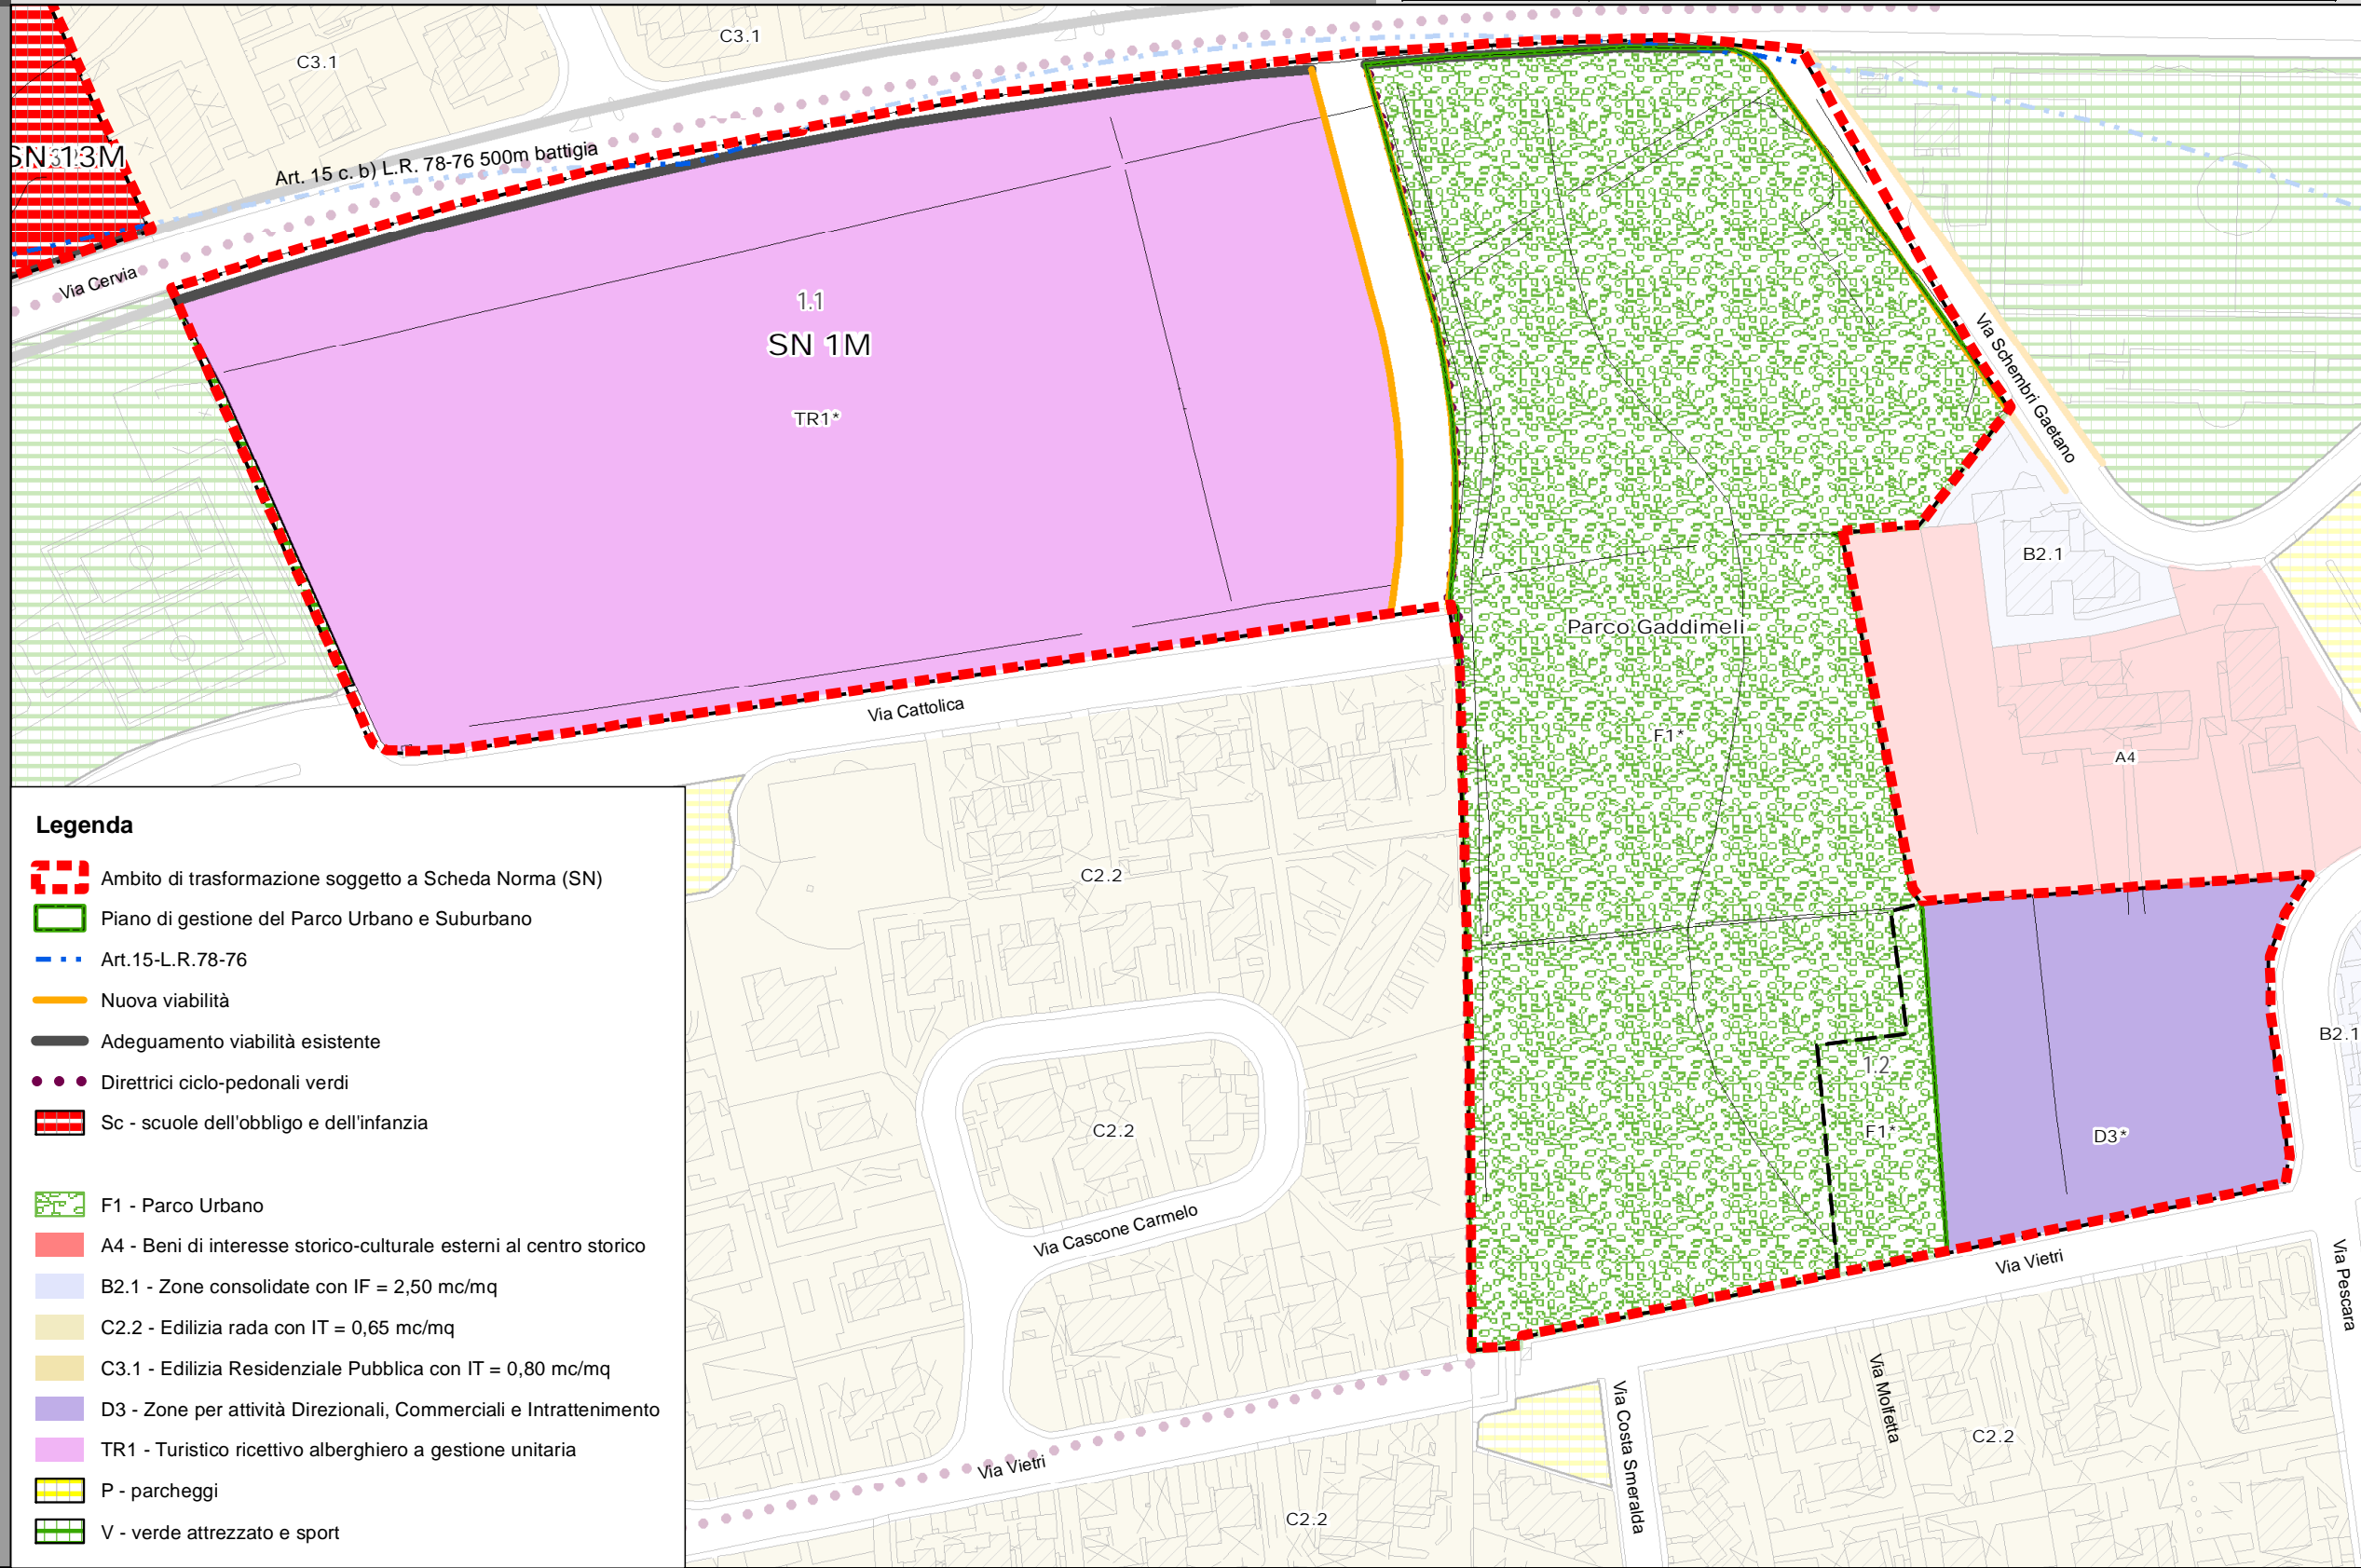 C3.1
C3.1
Art. 15 c. b) L.R. 78-76 500m battigia
Via Cervia
1.1
SN 1M
TR1*
Via Schembri Gaetano
B2.1
Parco Gaddimeli
F1*
A4
Via Cattolica
C2.2
B2.1
1.2
F1*
D3*
C2.2
Via Cascone Carmelo
Via Vietri
Via Pescara
Via Molfetta
Via Costa Smeralda
C2.2
Via Vietri
C2.2
Legenda
Ambito di trasformazione soggetto a Scheda Norma (SN)
Piano di gestione del Parco Urbano e Suburbano
Art.15-L.R.78-76
Nuova viabilità
Adeguamento viabilità esistente
Direttrici ciclo-pedonali verdi
Sc - scuole dell'obbligo e dell'infanzia
F1 - Parco Urbano
A4 - Beni di interesse storico-culturale esterni al centro storico
B2.1 - Zone consolidate con IF = 2,50 mc/mq
C2.2 - Edilizia rada con IT = 0,65 mc/mq
C3.1 - Edilizia Residenziale Pubblica con IT = 0,80 mc/mq
D3 - Zone per attività Direzionali, Commerciali e Intrattenimento
TR1 - Turistico ricettivo alberghiero a gestione unitaria
P - parcheggi
V - verde attrezzato e sport